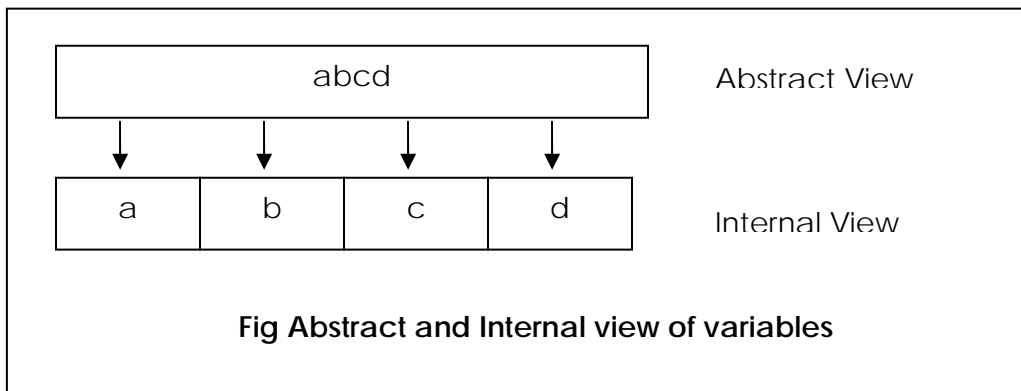 abcd
Abstract View
a b c d
Internal View
Fig Abstract and Internal view of variables